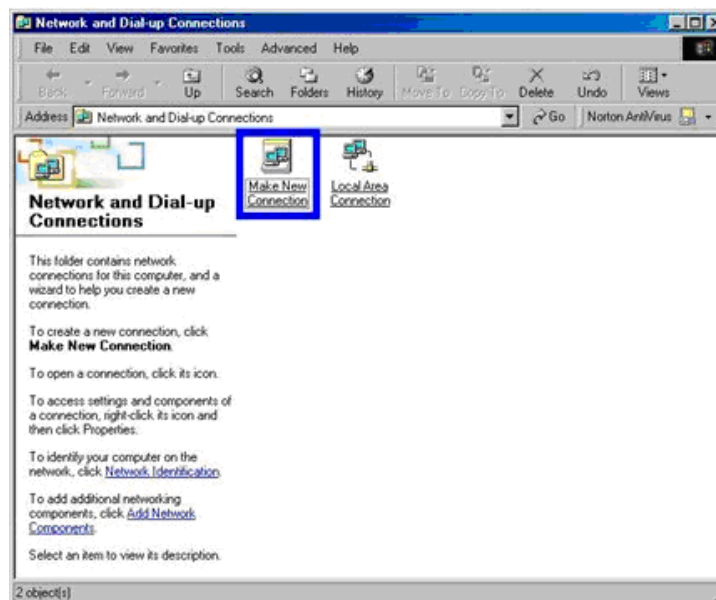 Network and Dial-up Connections
File Edit View Favorites Tools Advanced Help
Back Forward Up Search Folders History Move To Copy To Delete Undo Views
Address Network and Dial-up Connections Go Norton AntiVirus
Make New
Connection
Local Area
Connection
Network and Dial-up
Connections
This folder contains network
connections for this computer, and a
wizard to help you create a new
connection.
To create a new connection, click
Make New Connection.
To open a connection, click its icon.
To access settings and components of
a connection, right-click its icon and
then click Properties.
To identify your computer on the
network, click Network Identification.
To add additional networking
components, click Add Network
Components.
Select an item to view its description.
2 object(s)